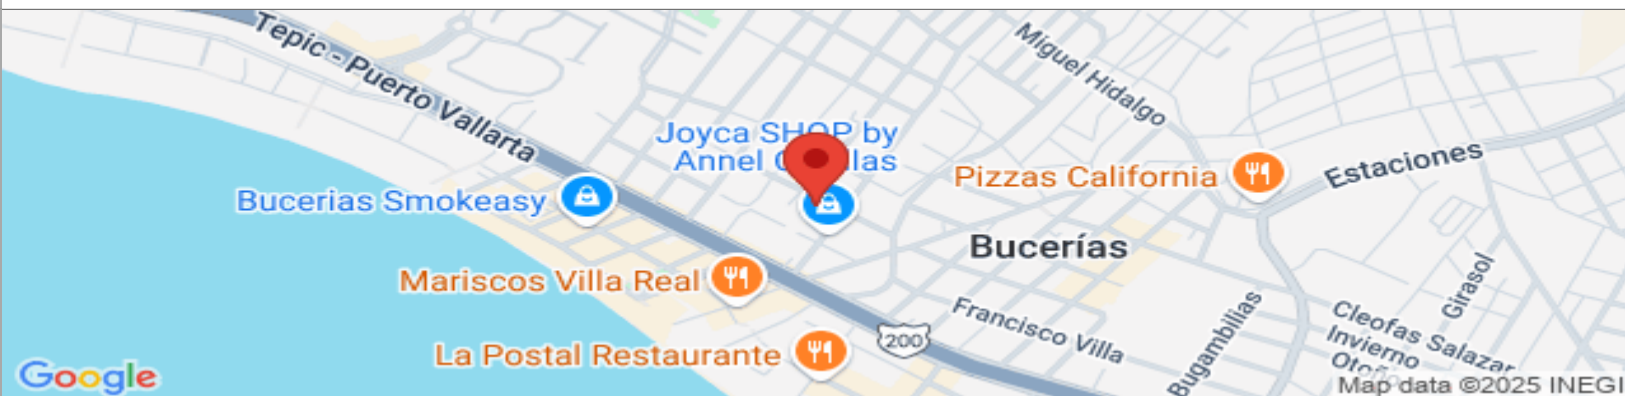 Tepic - Puerto Vallarta
Miguel Hidalgo
Joyca SHOP by
Annel
Pizzas California
Estaciones
Bucerias Smokeasy
Bucerías
Mariscos Villa Real
Girasol
Francisco Villa
Bugambilias
Cleofas Salazar
Invierno
200
La Postal Restaurante
Google
Map data ©2025 INEGI